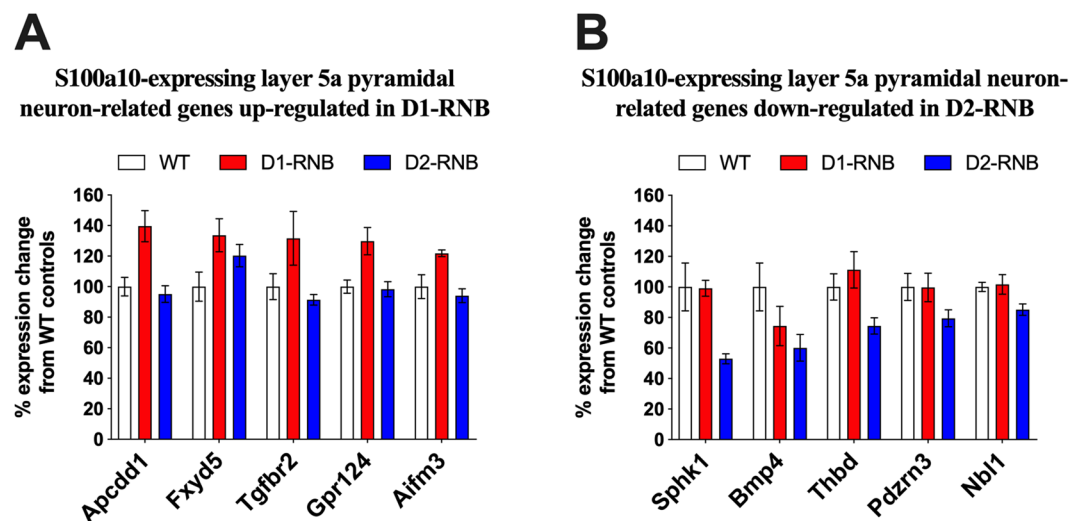 A
S100a10-expressing layer 5a pyramidal
neuron-related genes up-regulated in D1-RNB
WT D1-RNB D2-RNB
% expression change
from WT controls
160
140
120
100
80
60
40
20
0
Apcdd1
Fxyd5
Tgfbr2
Gpr124
Aifm3
B
S100a10-expressing layer 5a pyramidal neuron-
related genes down-regulated in D2-RNB
WT D1-RNB D2-RNB
% expression change
from WT controls
160
140
120
100
80
60
40
20
0
Sphk1
Bmp4
Thbd
Pdzrn3
Nbl1